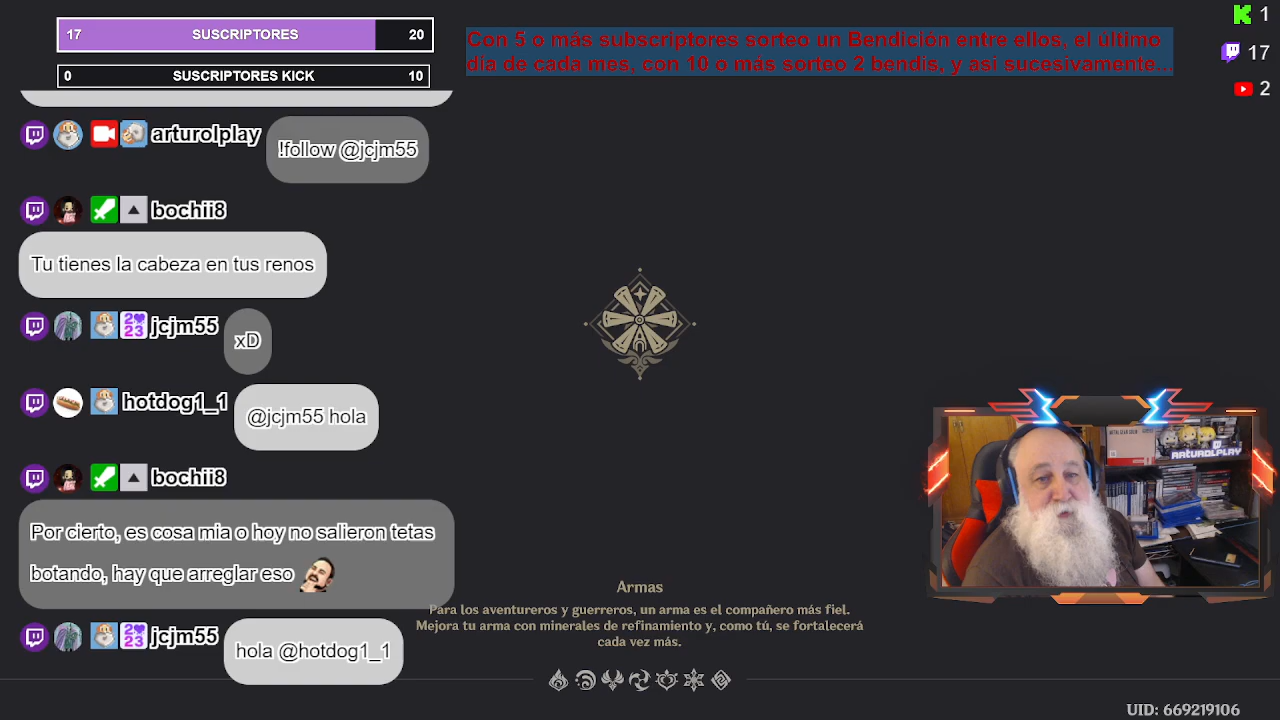 17 SUSCRIPTORES 20
0 SUSCRIPTORES KICK 10
Con 5 o más subscriptores sorteo un Bendición entre ellos, el último
dia de cada mes, con 10 o más sorteo 2 bendis, y asi sucesivamente...
1
17
2
arturolplay
!follow @jcjm55
bochii8
Tu tienes la cabeza en tus renos
jcjm55
xD
hotdog1_1
@jcjm55 hola
bochii8
Por cierto, es cosa mia o hoy no salieron tetas
botando, hay que arreglar eso
jcjm55
hola @hotdog1_1
ARTUROLPLAY
Armas
Para los aventureros y guerreros, un arma es el compañero más fiel.
Mejora tu arma con minerales de refinamiento y, como tú, se fortalecerá
cada vez más.
UID: 669219106